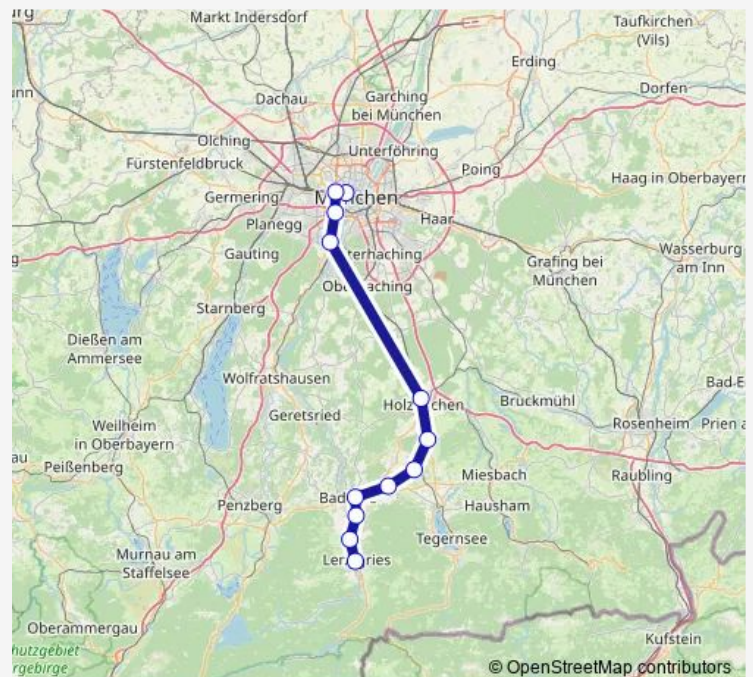 Markt Indersdorf
Taufkirchen
(Vils)
Erding
Dachau
Garching
bei München
Dorfen
Olching
Unterföhring
Fürstenfeldbruck
Poing
Haag in Oberbayern
Germering
Haar
Planegg
Gauting
Grafing bei
München
Wasserburg
am Inn
Starnberg
Dießen am
Ammersee
Wolfratshausen
Geretsried
Bruckmühl
Bad E
Weilheim
in Oberbayern
Rosenheim
Prien a
Peißenberg
Miesbach
Raubling
Penzberg
Hausham
Murnau am
Staffelsee
Tegernsee
Oberammergau
Kufstein
© OpenStreetMap contributors